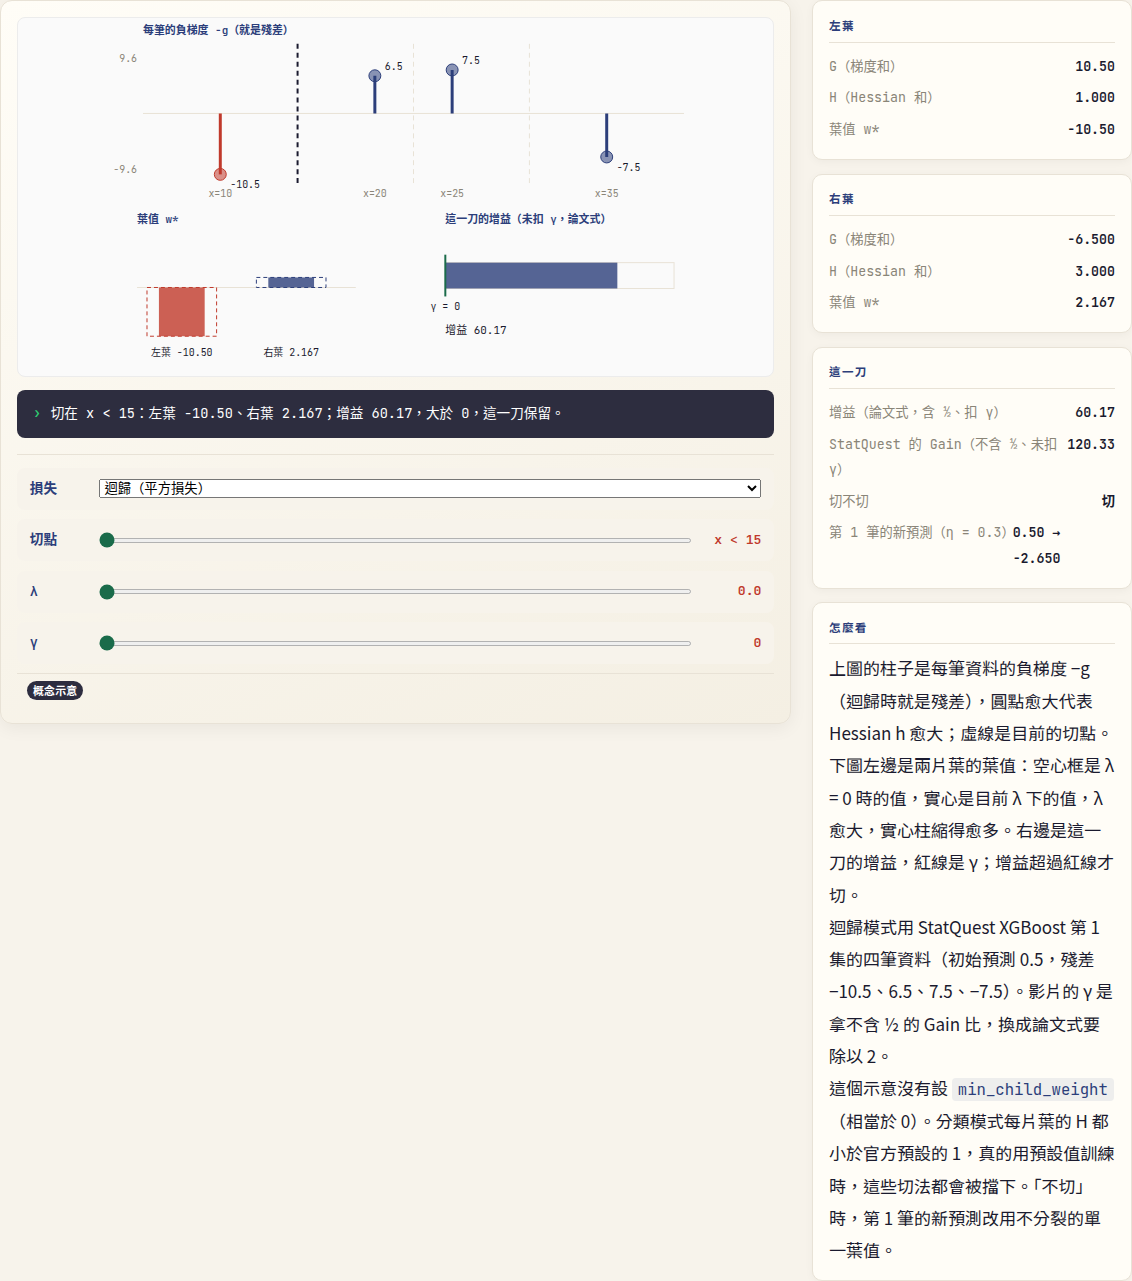 每筆的負梯度 -g（就是殘差）
9.6
-9.6
-10.5
6.5
7.5
-7.5
x=10
x=20
x=25
x=35
葉值 w*
左葉 -10.50
右葉 2.167
這一刀的增益（未扣 γ，論文式）
γ = 0
增益 60.17
› 切在 x < 15：左葉 -10.50、右葉 2.167；增益 60.17，大於 0，這一刀保留。
損失 迴歸（平方損失）
切點 x < 15
λ 0.0
γ 0
概念示意
左葉
G（梯度和） 10.50
H（Hessian 和） 1.000
葉值 w* -10.50
右葉
G（梯度和） -6.500
H（Hessian 和） 3.000
葉值 w* 2.167
這一刀
增益（論文式，含 ½、扣 γ） 60.17
StatQuest 的 Gain（不含 ½、未扣 120.33
γ）
切不切 切
第 1 筆的新預測（η = 0.3） 0.50 →
-2.650
怎麼看
上圖的柱子是每筆資料的負梯度 −g
（迴歸時就是殘差），圓點愈大代表
Hessian h 愈大；虛線是目前的切點。
下圖左邊是兩片葉的葉值：空心框是 λ
= 0 時的值，實心是目前 λ 下的值，λ
愈大，實心柱縮得愈多。右邊是這一
刀的增益，紅線是 γ；增益超過紅線才
切。
迴歸模式用 StatQuest XGBoost 第 1
集的四筆資料（初始預測 0.5，殘差
−10.5、6.5、7.5、−7.5）。影片的 γ 是
拿不含 ½ 的 Gain 比，換成論文式要
除以 2。
這個示意沒有設 min_child_weight
（相當於 0）。分類模式每片葉的 H 都
小於官方預設的 1，真的用預設值訓練
時，這些切法都會被擋下。「不切」
時，第 1 筆的新預測改用不分裂的單
一葉值。